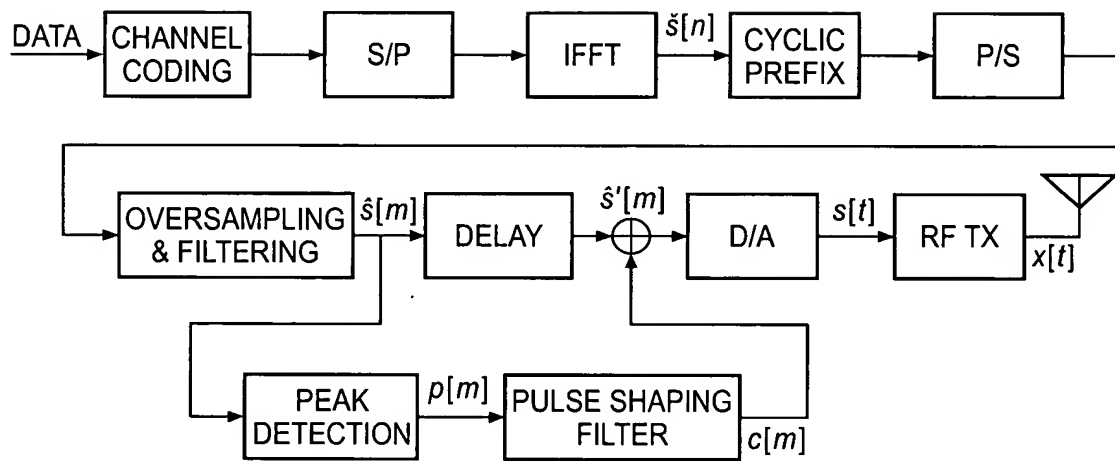 DATA
CHANNEL
CODING
S/P
IFFT
š[n]
CYCLIC
PREFIX
P/S
OVERSAMPLING
& FILTERING
ŝ[m]
DELAY
ŝ'[m]
D/A
s[t]
RF TX
x[t]
PEAK
DETECTION
p[m]
PULSE SHAPING
FILTER
c[m]